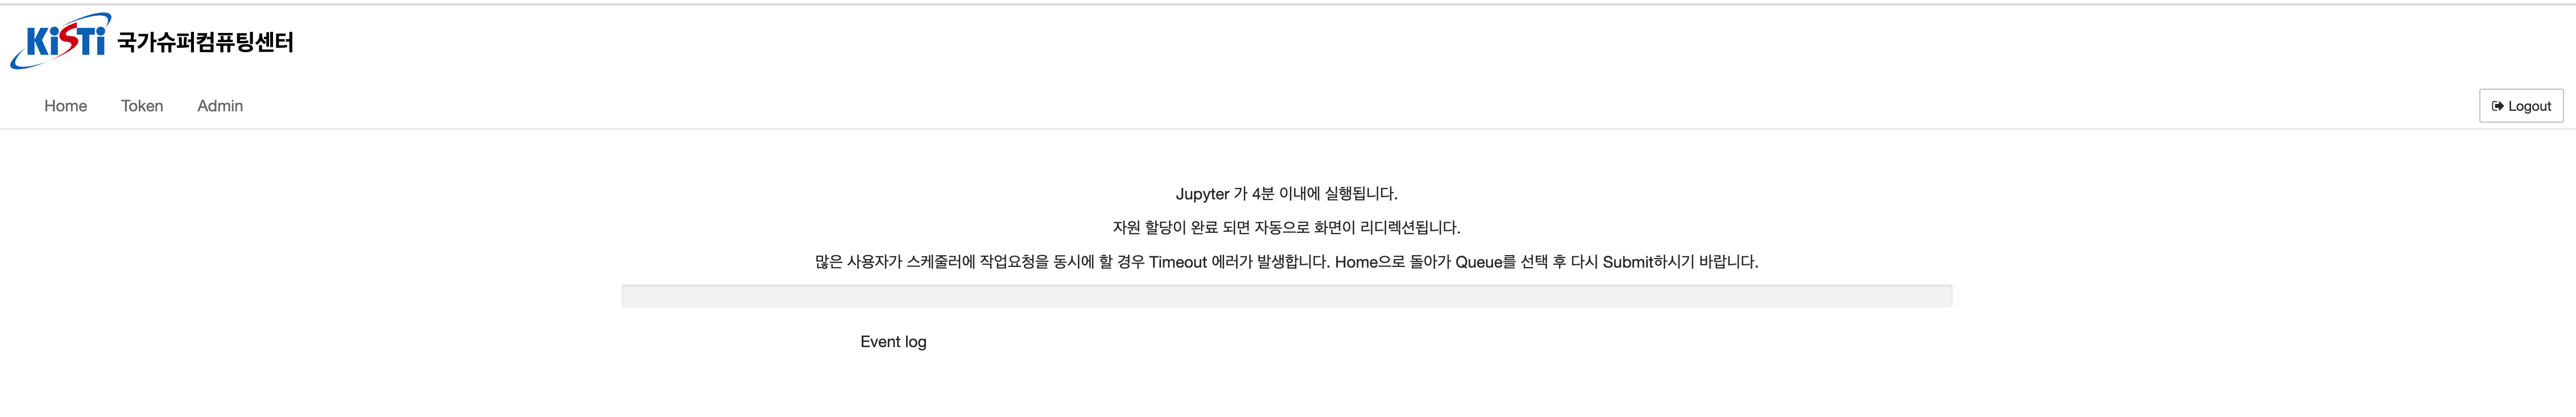 KiSTi 국가슈퍼컴퓨팅센터
Home Token Admin Logout
Jupyter 가 4분 이내에 실행됩니다.
자원 할당이 완료 되면 자동으로 화면이 리디렉션됩니다.
많은 사용자가 스케줄러에 작업요청을 동시에 할 경우 Timeout 에러가 발생합니다. Home으로 돌아가 Queue를 선택 후 다시 Submit하시기 바랍니다.
Event log